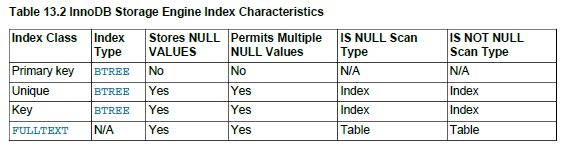 Table 13.2 InnoDB Storage Engine Index Characteristics
Index Class Index Type Stores NULL VALUES Permits Multiple NULL Values IS NULL Scan Type IS NOT NULL Scan Type
Primary key BTREE No No N/A N/A
Unique BTREE Yes Yes Index Index
Key BTREE Yes Yes Index Index
FULLTEXT N/A Yes Yes Table Table